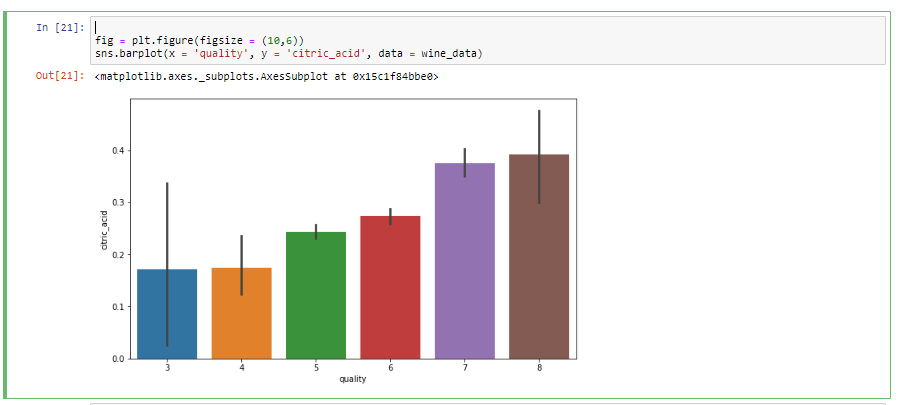 In [21]:
fig = plt.figure(figsize = (10,6))
sns.barplot(x = 'quality', y = 'citric_acid', data = wine_data)
Out[21]: <matplotlib.axes._subplots.AxesSubplot at 0x15c1f84bbe0>
0.4
0.3
0.2
0.1
0.0
citric_acid
3 4 5 6 7 8
quality